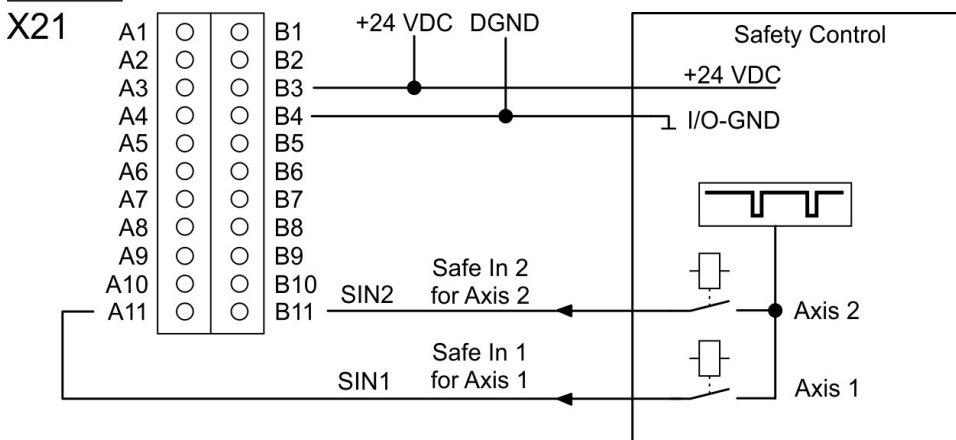 X21
A1 B1
A2 B2
A3 B3
A4 B4
A5 B5
A6 B6
A7 B7
A8 B8
A9 B9
A10 B10
A11 B11
+24 VDC DGND
Safety Control
+24 VDC
I/O-GND
SIN2
Safe In 2
for Axis 2
Axis 2
SIN1
Safe In 1
for Axis 1
Axis 1